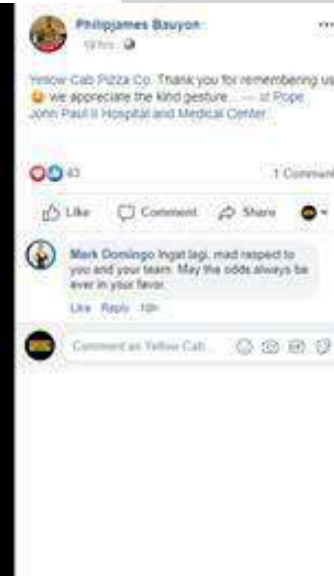 Philipjames Bauyon
19 hrs
Yellow Cab Pizza Co. Thank you for remembering us
we appreciate the kind gesture... — at Pope
John Paul II Hospital and Medical Center.
43
1 Comment
Like Comment Share
Mark Domingo Ingat lagi, mad respect to
you and your team. May the odds always be
ever in your favor.
Like Reply 18h
Comment as Yellow Cab...